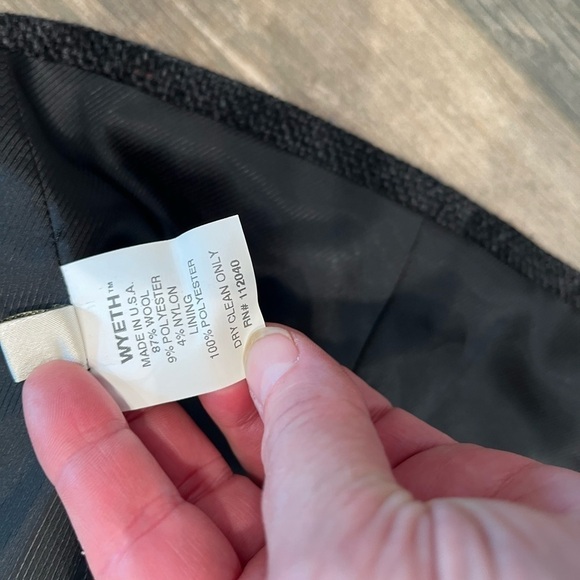 WYETH™
MADE IN U.S.A.
87% WOOL
9% POLYESTER
4% NYLON
LINING
100% POLYESTER
DRY CLEAN ONLY
RN# 112040